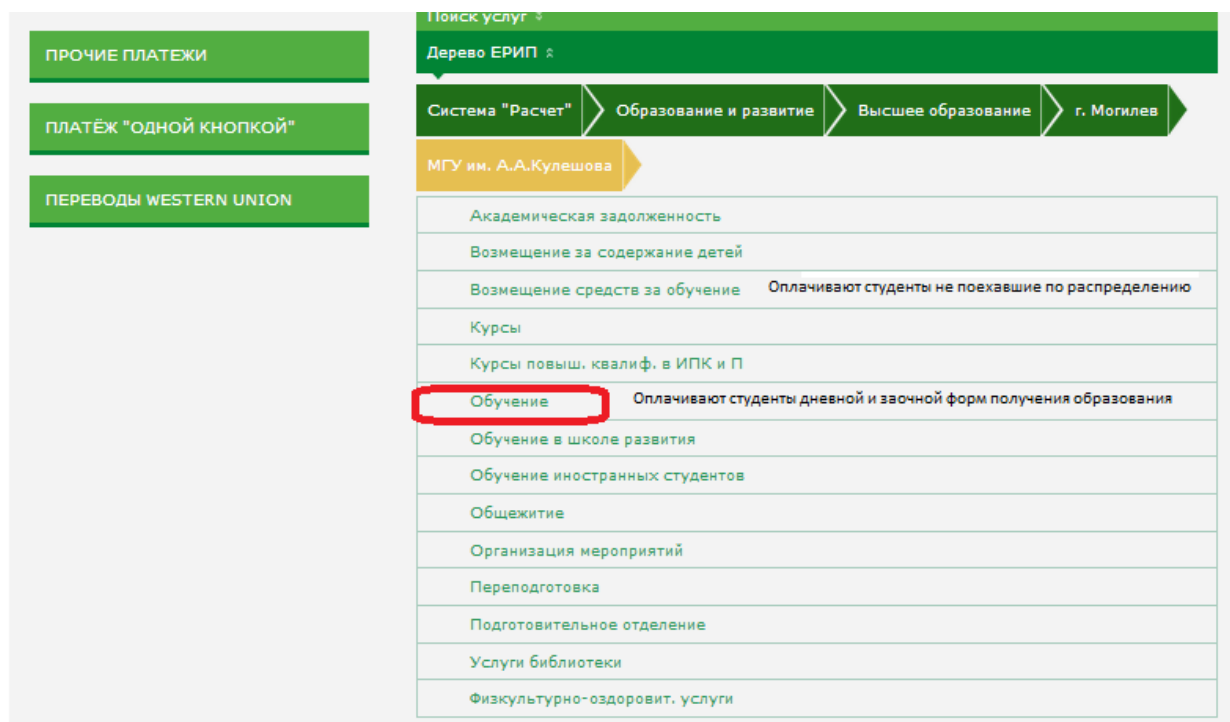 Поиск услуг
ПРОЧИЕ ПЛАТЕЖИ
Дерево ЕРИП
Система "Расчет" Образование и развитие Высшее образование г. Могилев
ПЛАТЁЖ "ОДНОЙ КНОПКОЙ"
МГУ им. А.А.Кулешова
ПЕРЕВОДЫ WESTERN UNION
Академическая задолженность
Возмещение за содержание детей
Возмещение средств за обучение Оплачивают студенты не поехавшие по распределению
Курсы
Курсы повыш. квалиф. в ИПК и П
Обучение Оплачивают студенты дневной и заочной форм получения образования
Обучение в школе развития
Обучение иностранных студентов
Общежитие
Организация мероприятий
Переподготовка
Подготовительное отделение
Услуги библиотеки
Физкультурно-оздоровит. услуги